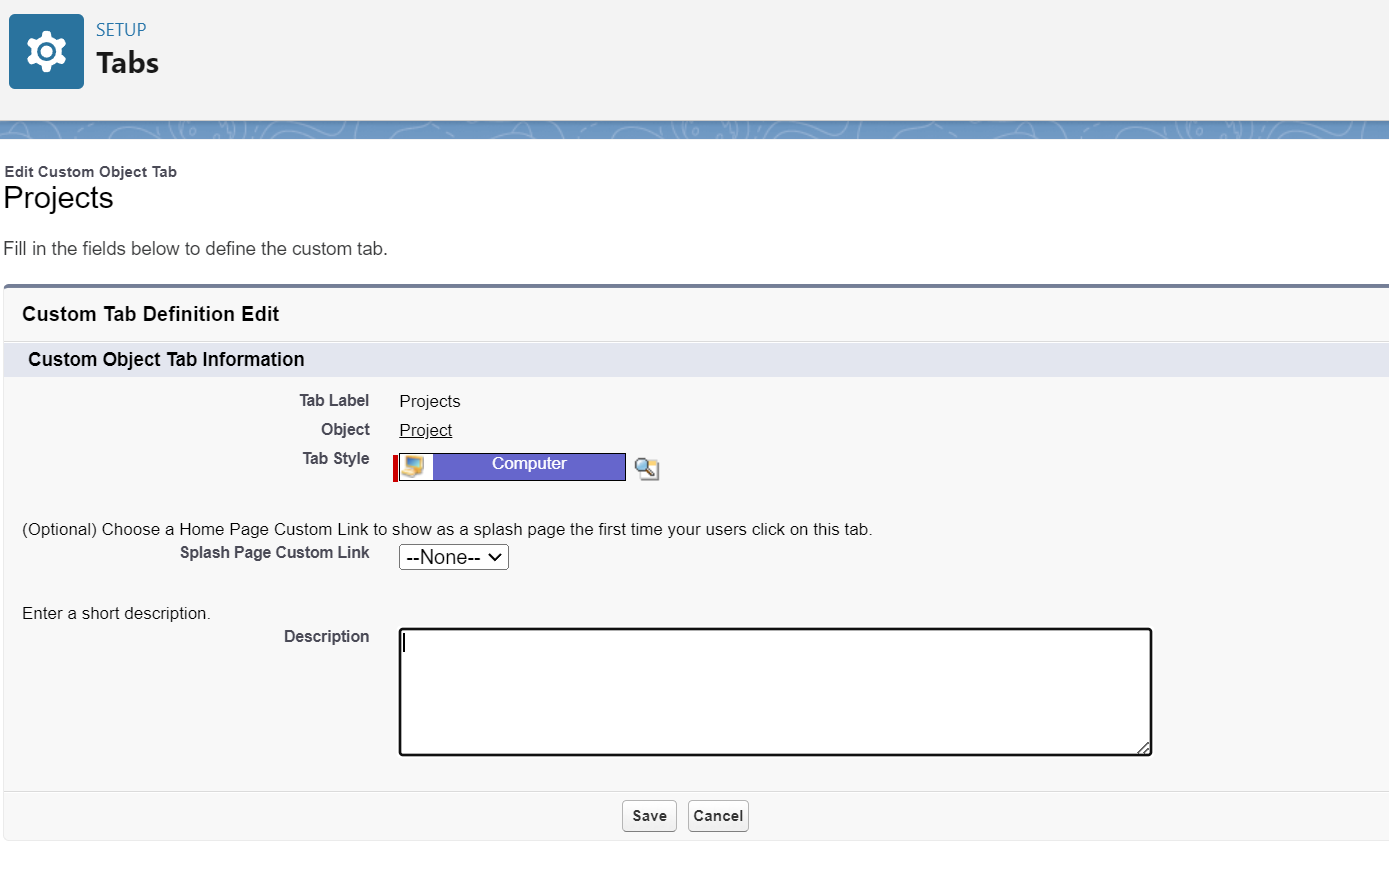 SETUP
Tabs
Edit Custom Object Tab
Projects
Fill in the fields below to define the custom tab.
Custom Tab Definition Edit
Custom Object Tab Information
Tab Label Projects
Object Project
Tab Style Computer
(Optional) Choose a Home Page Custom Link to show as a splash page the first time your users click on this tab.
Splash Page Custom Link --None--
Enter a short description.
Description
Save Cancel